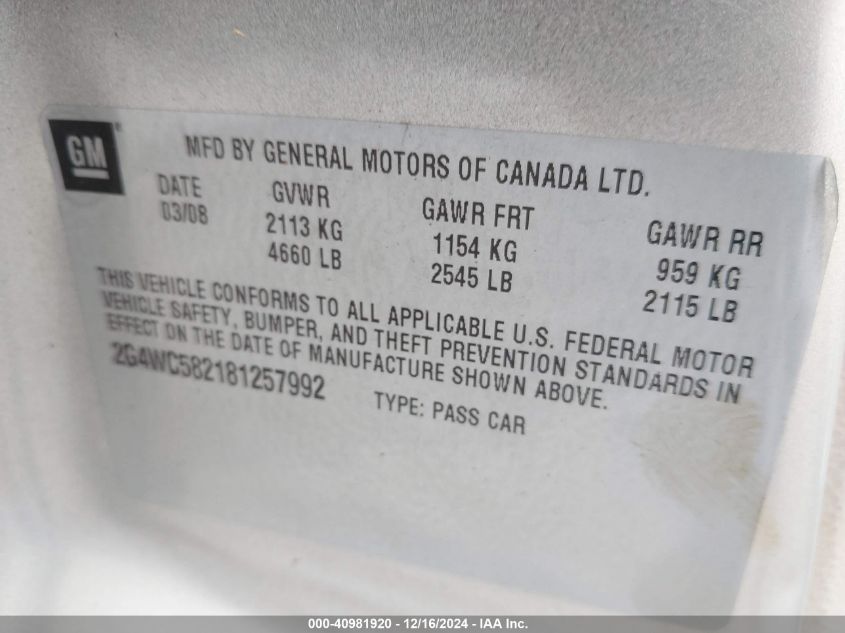 GM
MFD BY GENERAL MOTORS OF CANADA LTD.
DATE GVWR GAWR FRT GAWR RR
03/08 2113 KG 1154 KG 959 KG
4660 LB 2545 LB 2115 LB
THIS VEHICLE CONFORMS TO ALL APPLICABLE U.S. FEDERAL MOTOR
VEHICLE SAFETY, BUMPER, AND THEFT PREVENTION STANDARDS IN
EFFECT ON THE DATE OF MANUFACTURE SHOWN ABOVE.
2G4WC582181257992 TYPE: PASS CAR
000-40981920 - 12/16/2024 - IAA Inc.